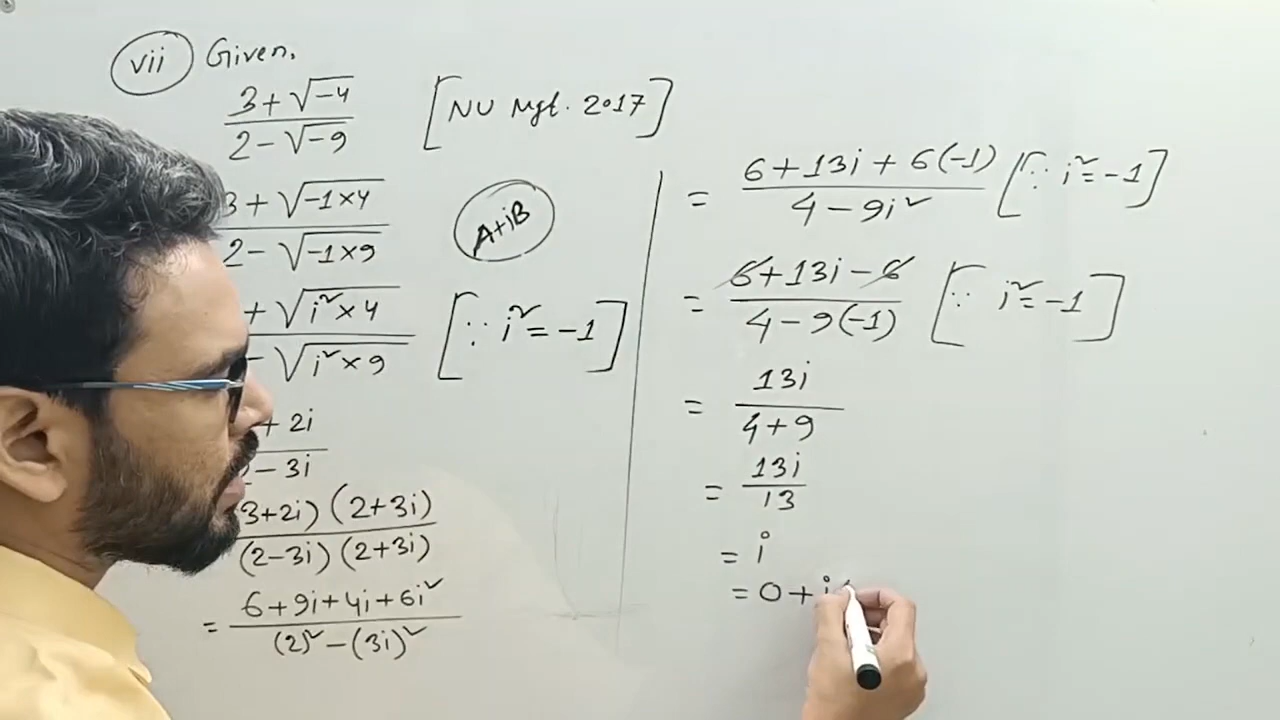 vii Given,
3 + √-4
2 - √-9
[NU Mgt. 2017]
3 + √-1×4
2 - √-1×9
A+iB
+ √i²×4
- √i²×9
[∵ i² = -1]
+ 2i
- 3i
3+2i) (2+3i)
(2-3i) (2+3i)
= 6+9i+4i+6i²
(2)² - (3i)²
= 6+13i+6(-1) [∵ i² = -1]
4-9i²
= 6+13i-6 [∵ i² = -1]
4-9(-1)
= 13i
4+9
= 13i
13
= i
= 0+i